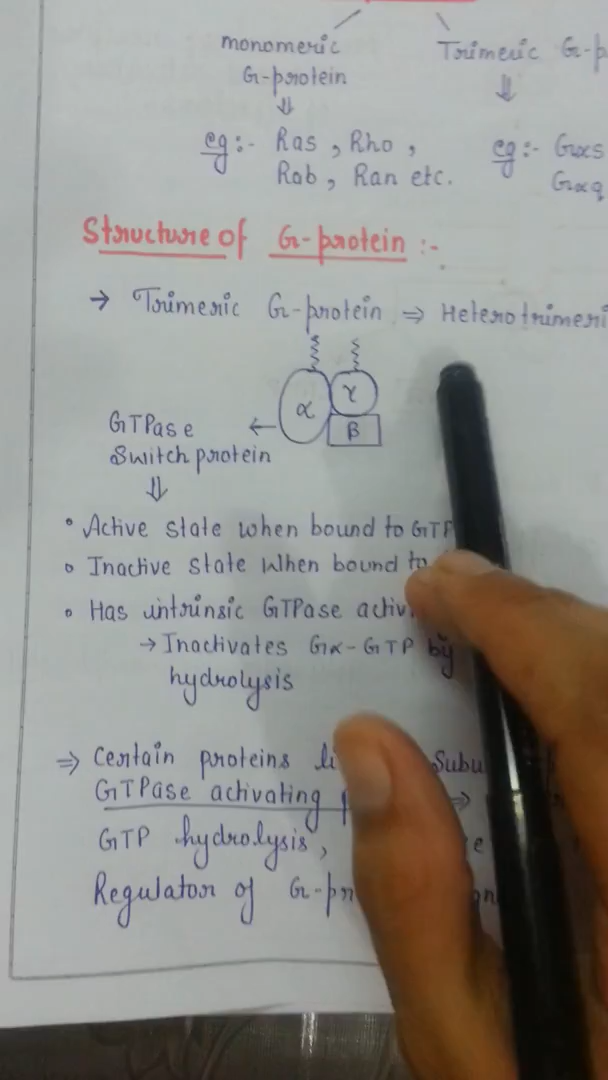 monomeric Trimeric G-p
G-protein
⇓ ⇓
eg:- Ras, Rho, eg:- Gαs
Rab, Ran etc. Gαq
Structure of G-protein :-
→ Trimeric G-protein ⇒ Heterotrimeri
α γ
β
GTPase ←
Switch protein
⇓
• Active state when bound to GTP
• Inactive state When bound to
• Has intrinsic GTPase activi
→ Inactivates Gα-GTP by
hydrolysis
⇒ Certain proteins li Subu
GTPase activating p ⇒
GTP hydrolysis,
Regulator of G-pr